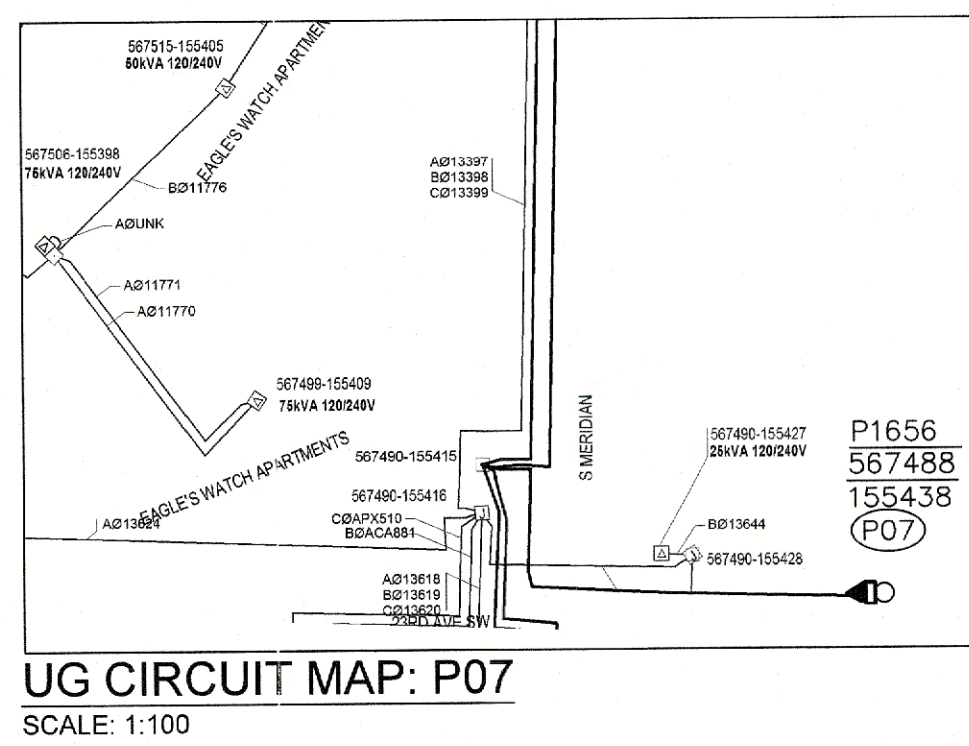 567515-155405
50kVA 120/240V
EAGLE'S WATCH APARTMEN
567506-155398
75kVA 120/240V
BØ11776
AØUNK
AØ11771
AØ11770
AØ13397
BØ13398
CØ13399
567499-155409
75kVA 120/240V
EAGLE'S WATCH APARTMENTS
S MERIDIAN
567490-155415
567490-155416
CØAPX510
BØACA881
AØ13624
AØ13618
BØ13619
CØ13620
23RD AVE SW
567490-155427
25kVA 120/240V
BØ13644
567490-155428
P1656
567488
155438
P07
UG CIRCUIT MAP: P07
SCALE: 1:100